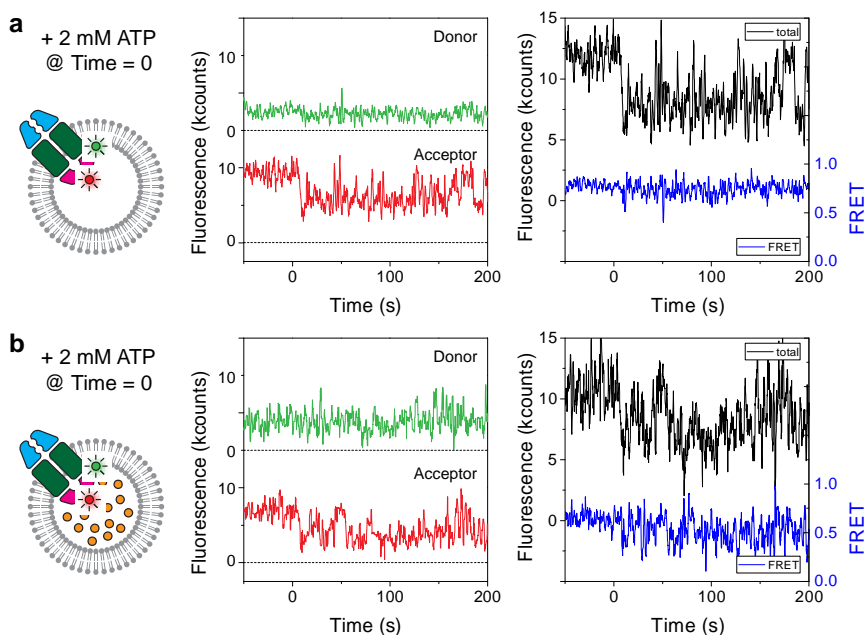 a
+ 2 mM ATP
@ Time = 0
Fluorescence (kcounts)
10
0
10
0
Donor
Acceptor
0
100
200
Time (s)
Fluorescence (kcounts)
15
10
5
0
total
FRET
1.0
0.5
0.0
FRET
0
100
200
Time (s)
b
+ 2 mM ATP
@ Time = 0
Fluorescence (kcounts)
10
0
10
0
Donor
Acceptor
0
100
200
Time (s)
Fluorescence (kcounts)
15
10
5
0
total
FRET
1.0
0.5
0.0
FRET
0
100
200
Time (s)